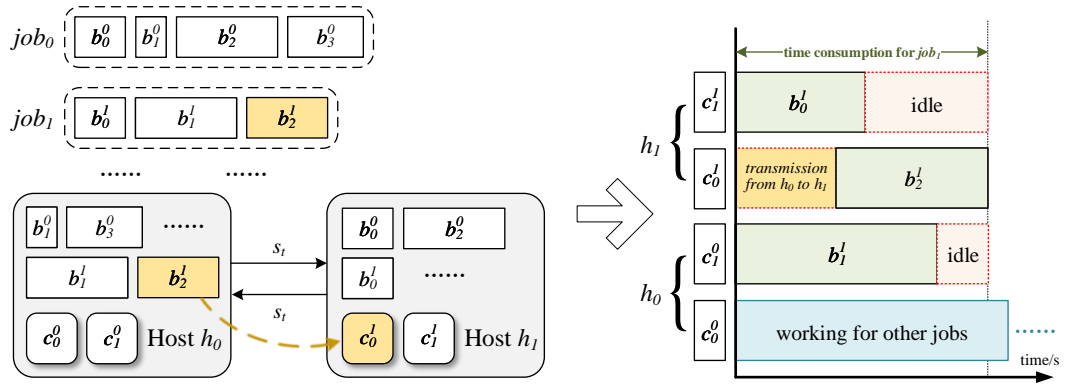 job₀ b₀⁰ b₁⁰ b₂⁰ b₃⁰
job₁ b₀¹ b₁¹ b₂¹
...... ......
b₁⁰ b₃⁰ ......
b₁¹ b₂¹
c₀⁰ c₁⁰ Host h₀
sₜ
sₜ
b₀⁰ b₂⁰
b₀¹ ......
c₀¹ c₁¹ Host h₁
time consumption for job₁
h₁
c₁¹ b₀¹ idle
c₀¹ transmission
from h₀ to h₁ b₂¹
h₀
c₁⁰ b₁¹ idle
c₀⁰ working for other jobs ......
time/s